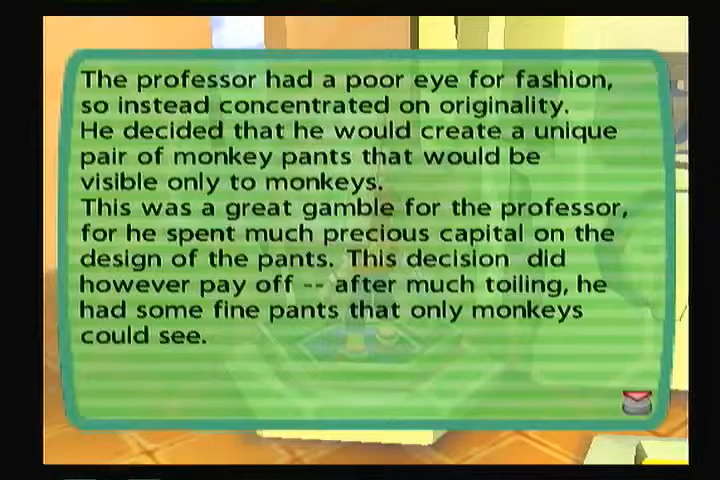 The professor had a poor eye for fashion,
so instead concentrated on originality.
He decided that he would create a unique
pair of monkey pants that would be
visible only to monkeys.
This was a great gamble for the professor,
for he spent much precious capital on the
design of the pants. This decision did
however pay off -- after much toiling, he
had some fine pants that only monkeys
could see.